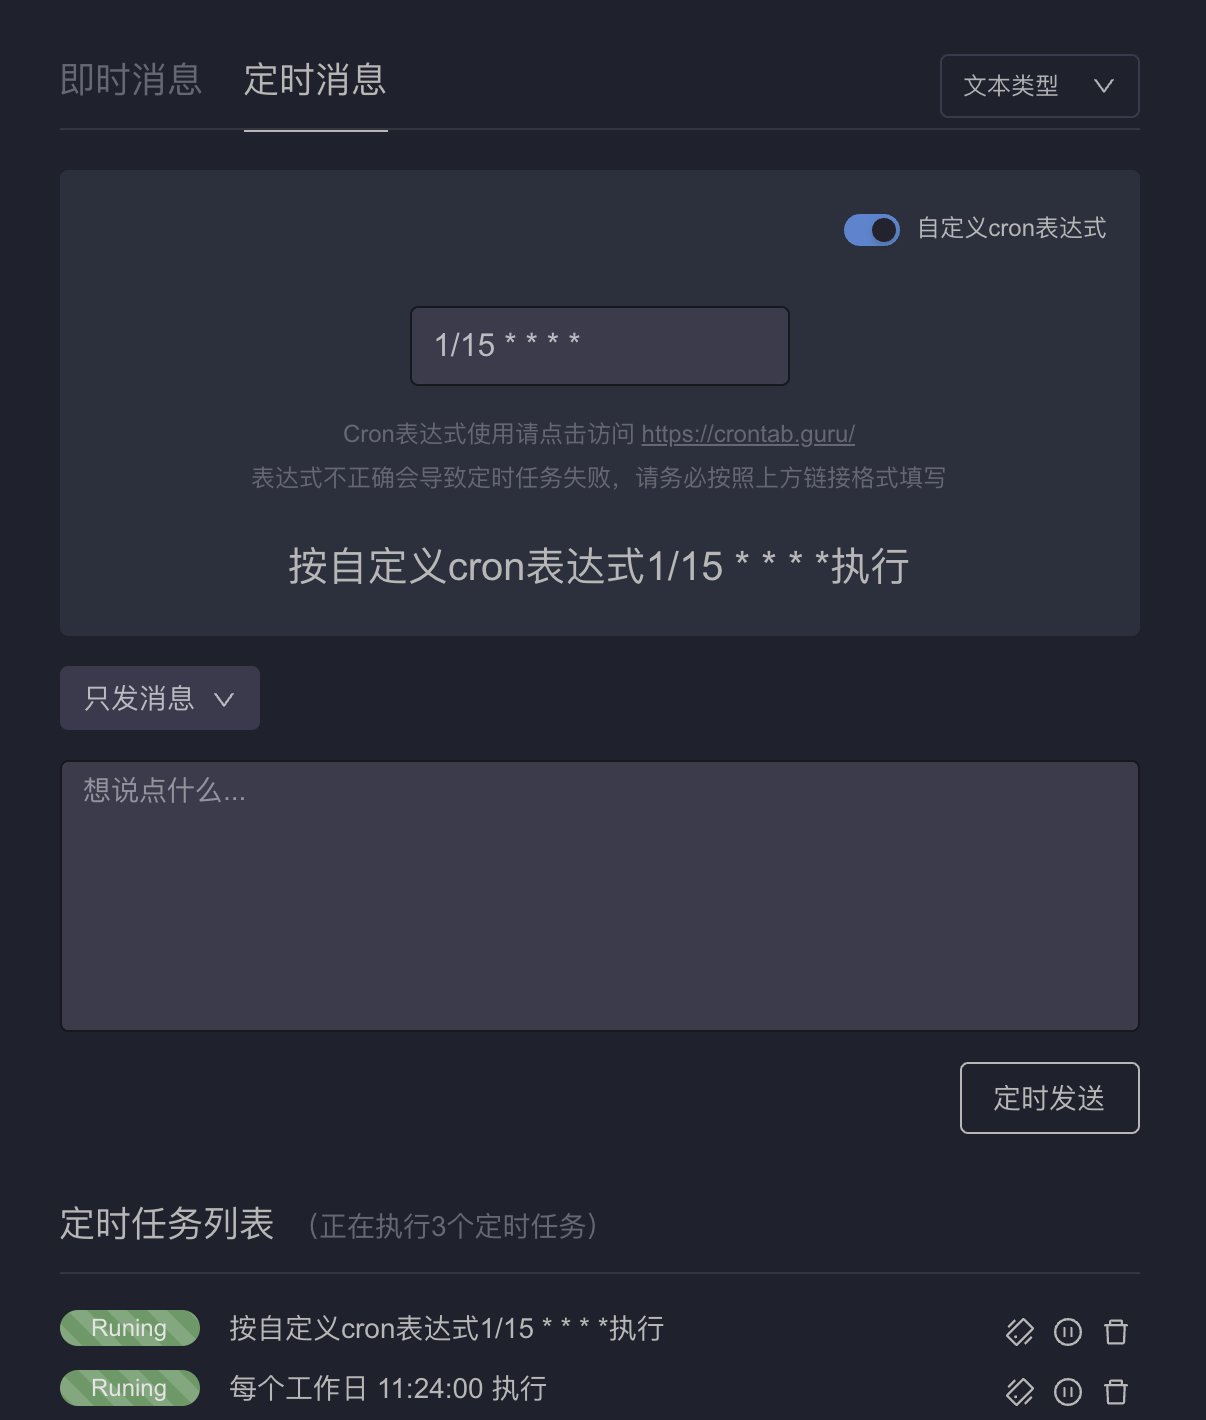 即时消息 定时消息 文本类型
自定义cron表达式
1/15 * * * *
Cron表达式使用请点击访问 https://crontab.guru/
表达式不正确会导致定时任务失败，请务必按照上方链接格式填写
按自定义cron表达式1/15 * * * *执行
只发消息
想说点什么...
定时发送
定时任务列表 （正在执行3个定时任务）
Runing 按自定义cron表达式1/15 * * * *执行
Runing 每个工作日 11:24:00 执行